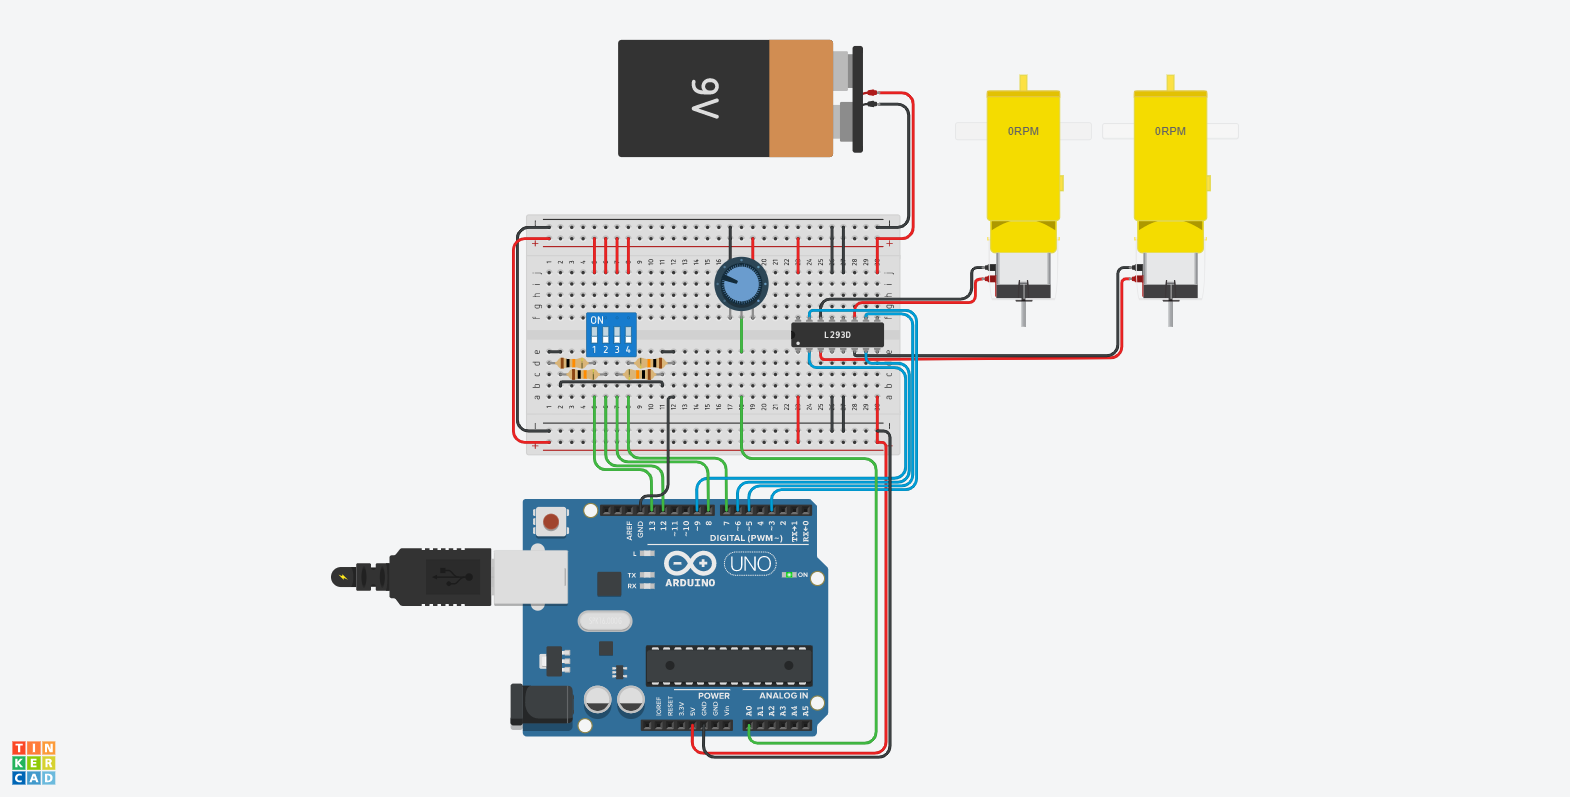 9V
0RPM
0RPM
ON
1 2 3 4
L293D
AREF
GND
13
12
~11
~10
~9
8
7
~6
~5
4
~3
2
TX→1
RX←0
DIGITAL (PWM~)
L
TX
RX
UNO
ARDUINO
ON
POWER
ANALOG IN
IOREF
RESET
3.3V
5V
GND
GND
Vin
A0
A1
A2
A3
A4
A5
TIN
KER
CAD